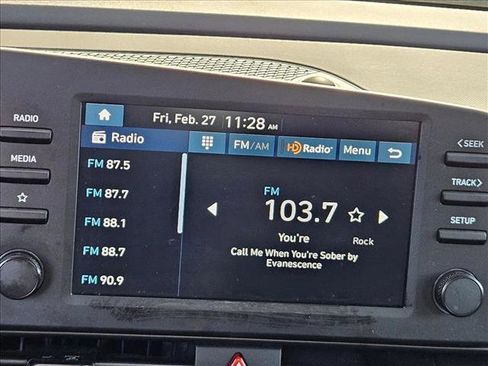 Fri, Feb. 27 11:28 AM
RADIO
MEDIA
Radio
FM/AM
HD Radio
Menu
FM 87.5
FM 87.7
FM 88.1
FM 88.7
FM 90.9
FM
103.7
You're
Rock
Call Me When You're Sober by
Evanescence
<SEEK
TRACK>
SETUP